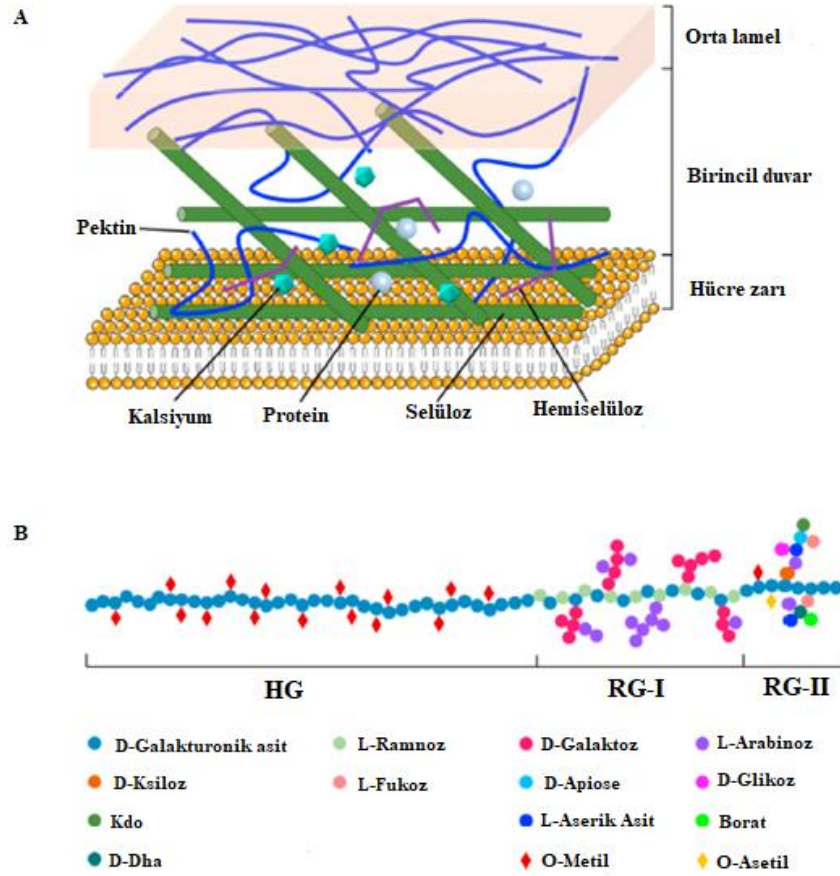 A
Orta lamel
Birincil duvar
Pektin
Hücre zarı
Kalsiyum Protein Selüloz Hemiselüloz
B
HG RG-I RG-II
D-Galakturonik asit L-Ramnoz D-Galaktoz L-Arabinoz
D-Ksiloz L-Fukoz D-Apiose D-Glikoz
Kdo L-Aserik Asit Borat
D-Dha O-Metil O-Asetil